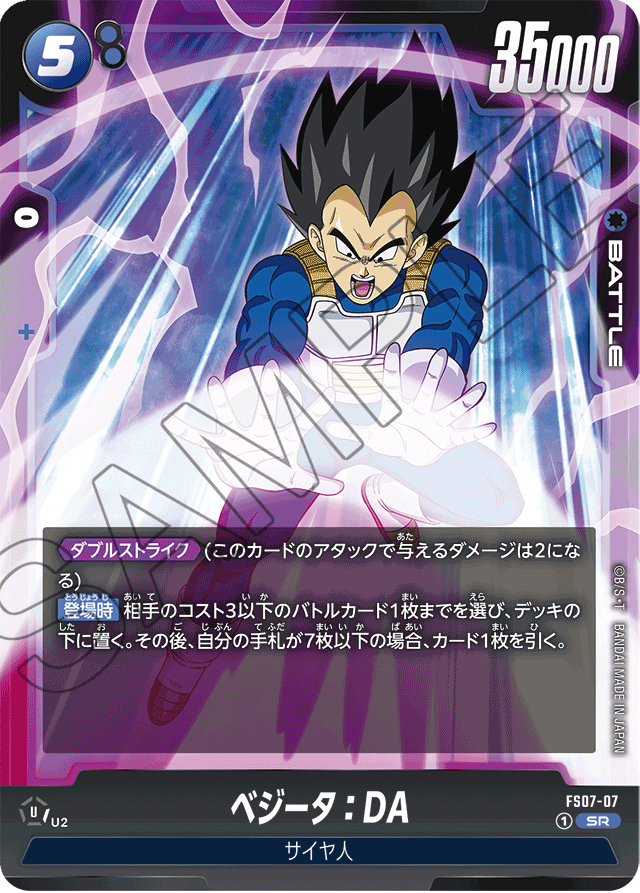 5
35000
0
+
BATTLE
SAMPLE
ダブルストライク （このカードのアタックで与えるダメージは2にな
る）
登場時 相手のコスト3以下のバトルカード1枚までを選び、デッキの
下に置く。その後、自分の手札が7枚以下の場合、カード1枚を引く。
©B/S・T BANDAI MADE IN JAPAN
ベジータ：DA
FS07-07
U U2
1 SR
サイヤ人